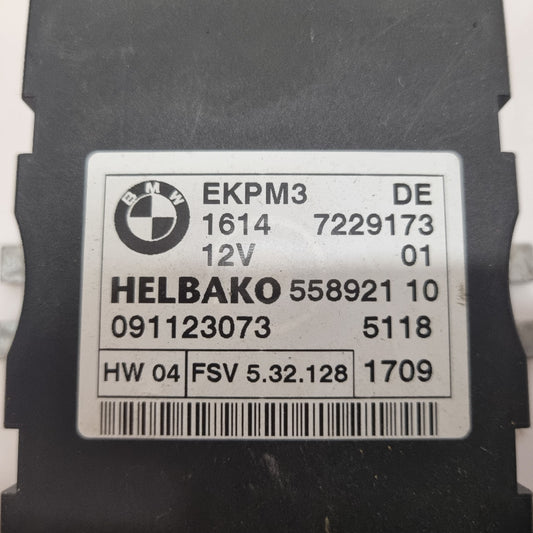 BMW
EKPM3 DE
1614 7229173
12V 01
HELBAKO 558921 10
091123073 5118
HW 04 FSV 5.32.128 1709